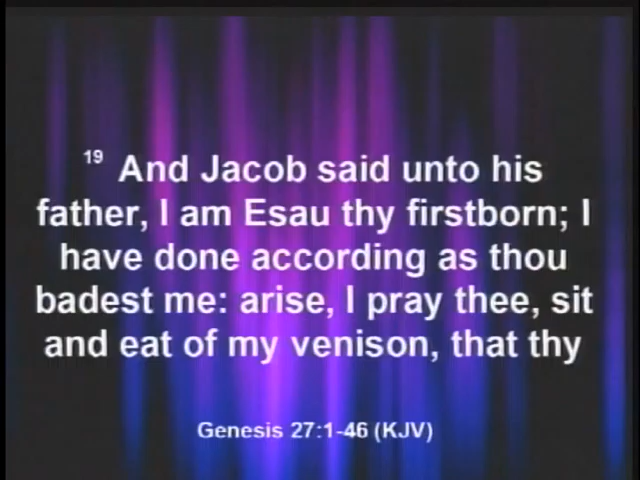 19 And Jacob said unto his
father, I am Esau thy firstborn; I
have done according as thou
badest me: arise, I pray thee, sit
and eat of my venison, that thy
Genesis 27:1-46 (KJV)